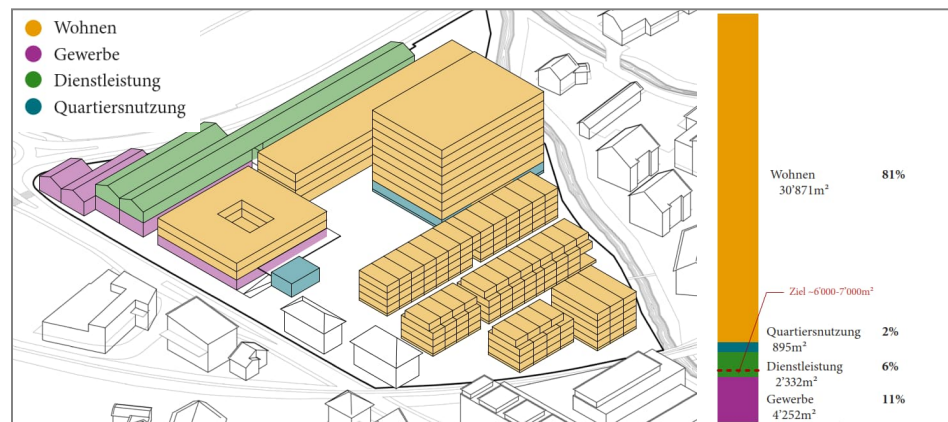 Wohnen
Gewerbe
Dienstleistung
Quartiersnutzung
Wohnen 81%
30'871m²
Ziel ~6'000-7'000m²
Quartiersnutzung 2%
895m²
Dienstleistung 6%
2'332m²
Gewerbe 11%
4'252m²